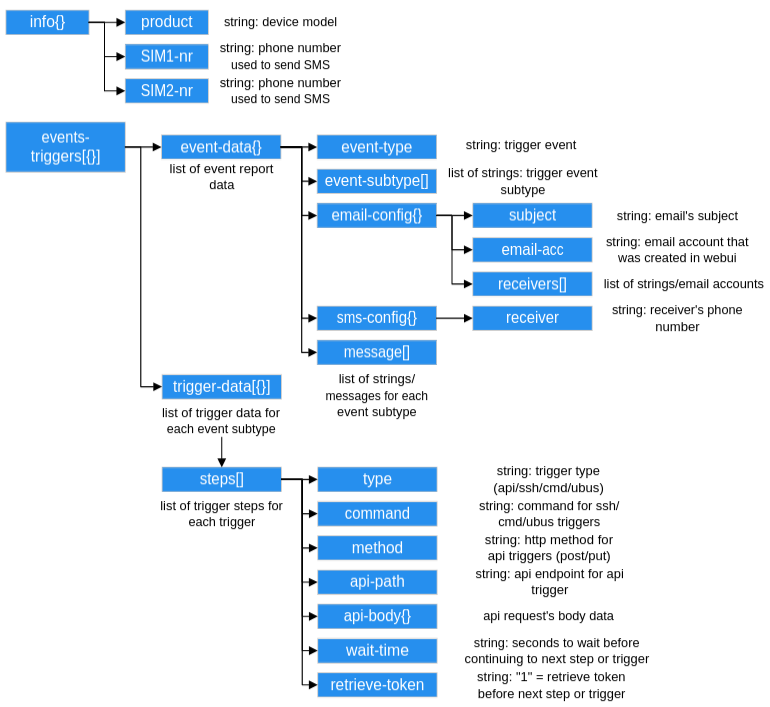 info{}
product
string: device model
SIM1-nr
string: phone number
used to send SMS
SIM2-nr
string: phone number
used to send SMS
events-
triggers[{}]
event-data{}
list of event report
data
event-type
string: trigger event
event-subtype[]
list of strings: trigger event
subtype
email-config{}
subject
string: email's subject
email-acc
string: email account that
was created in webui
receivers[]
list of strings/email accounts
sms-config{}
receiver
string: receiver's phone
number
message[]
list of strings/
messages for each
event subtype
trigger-data[{}]
list of trigger data for
each event subtype
steps[]
list of trigger steps for
each trigger
type
string: trigger type
(api/ssh/cmd/ubus)
command
string: command for ssh/
cmd/ubus triggers
method
string: http method for
api triggers (post/put)
api-path
string: api endpoint for api
trigger
api-body{}
api request's body data
wait-time
string: seconds to wait before
continuing to next step or trigger
retrieve-token
string: "1" = retrieve token
before next step or trigger